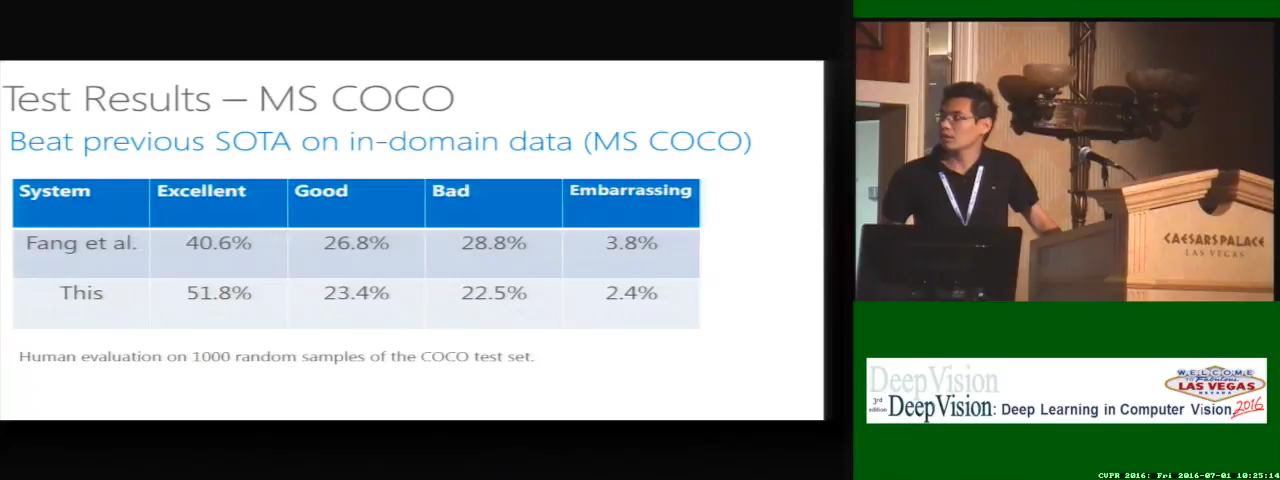 Test Results – MS COCO
Beat previous SOTA on in-domain data (MS COCO)
System Excellent Good Bad Embarrassing
Fang et al. 40.6% 26.8% 28.8% 3.8%
This 51.8% 23.4% 22.5% 2.4%
Human evaluation on 1000 random samples of the COCO test set.
CAESARS PALACE
LAS VEGAS
DeepVision
WELCOME
TO Fabulous
LAS VEGAS
NEVADA
3rd edition DeepVision: Deep Learning in Computer Vision 2016
CVPR 2016: Fri 2016-07-01 10:25:14